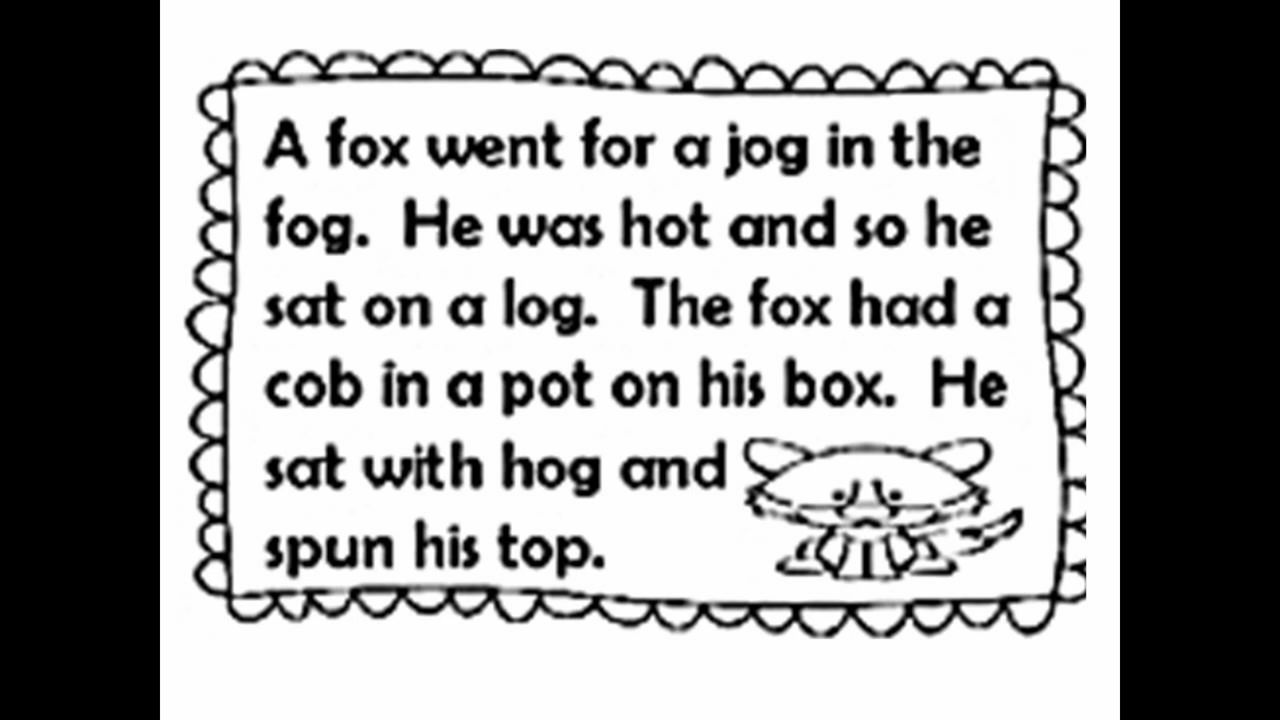 A fox went for a jog in the
fog. He was hot and so he
sat on a log. The fox had a
cob in a pot on his box. He
sat with hog and
spun his top.